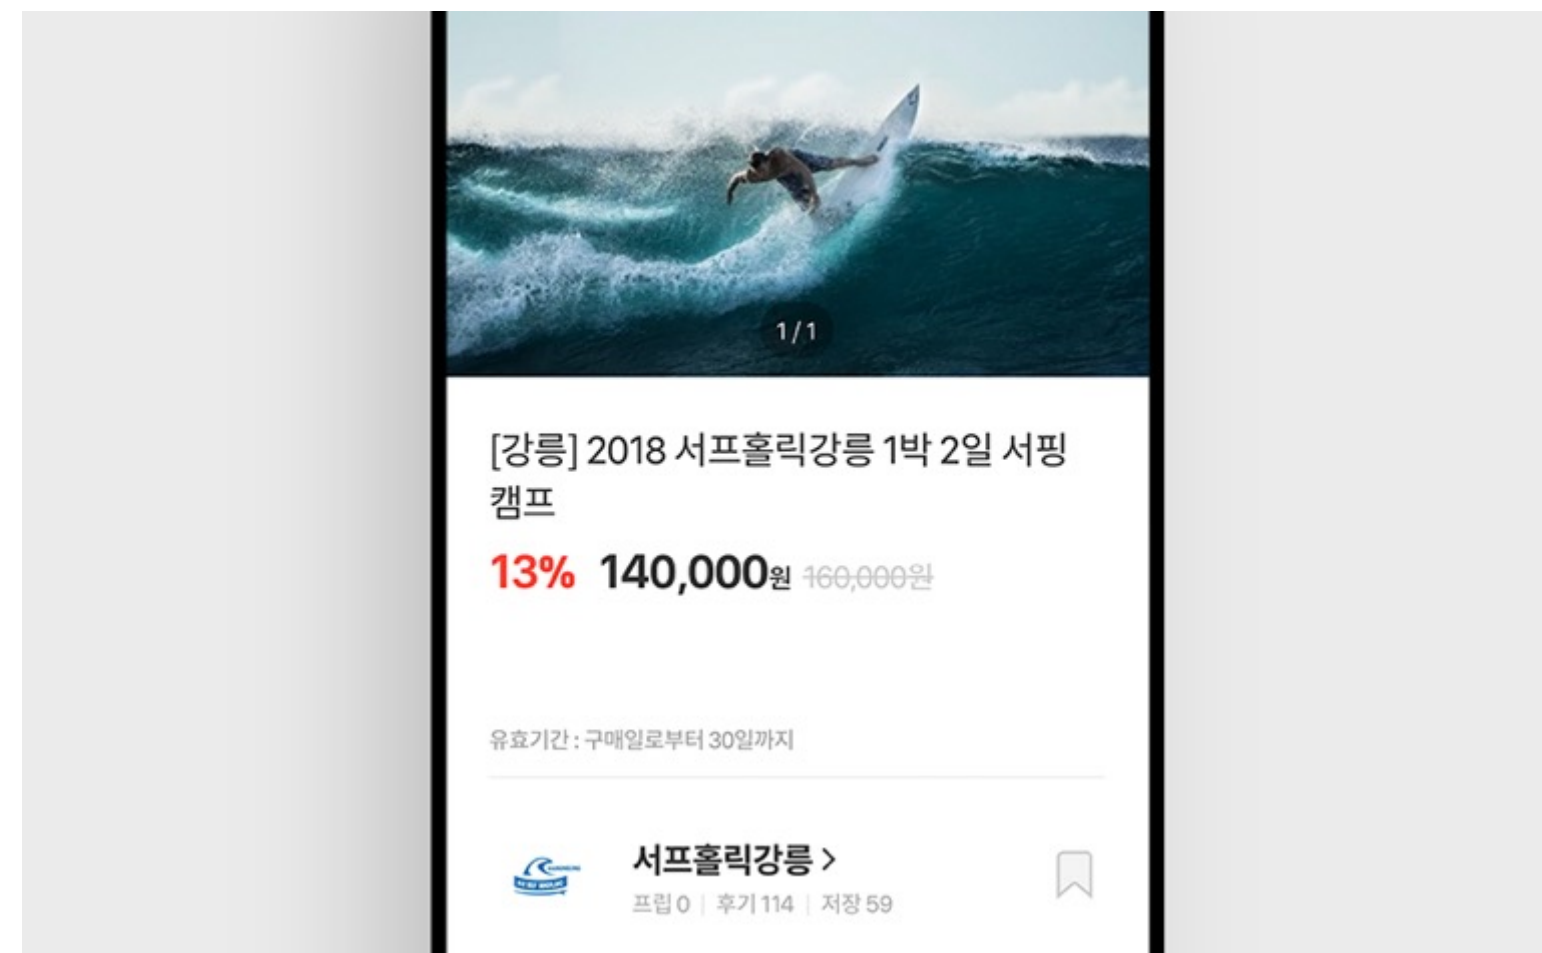 1/1
[강릉] 2018 서프홀릭강릉 1박 2일 서핑
캠프
13% 140,000원 160,000원
유효기간 : 구매일로부터 30일까지
서프홀릭강릉 >
프립 0 | 후기 114 | 저장 59